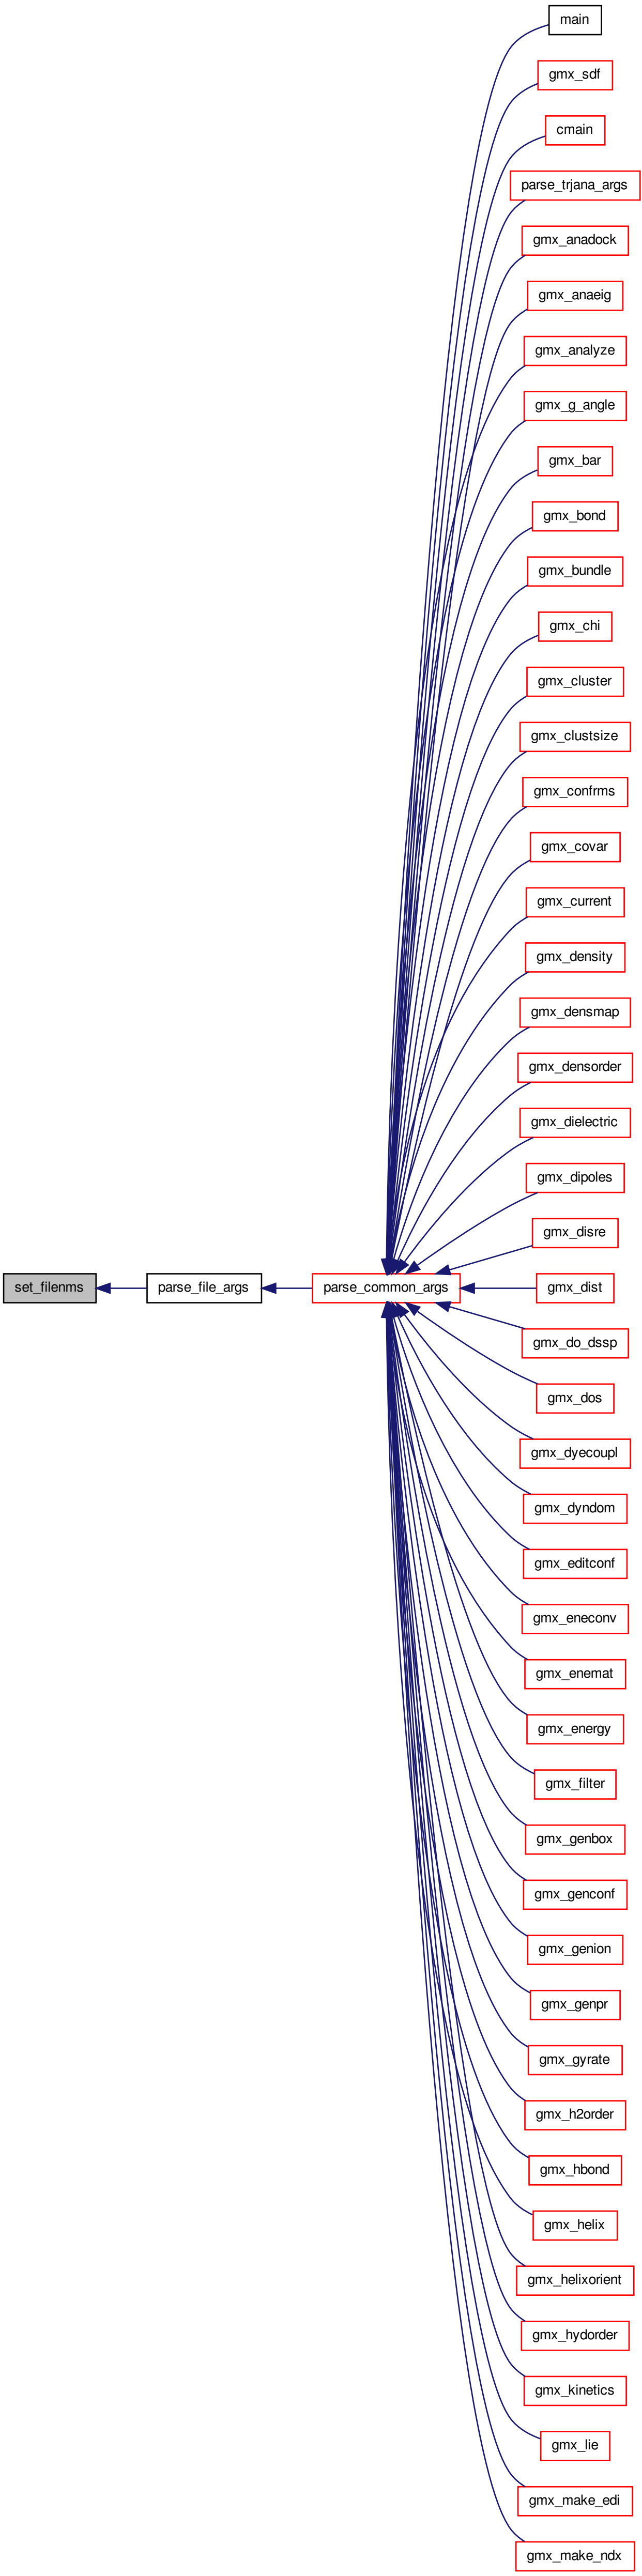 main
gmx_sdf
cmain
parse_trjana_args
gmx_anadock
gmx_anaeig
gmx_analyze
gmx_g_angle
gmx_bar
gmx_bond
gmx_bundle
gmx_chi
gmx_cluster
gmx_clustsize
gmx_confrms
gmx_covar
gmx_current
gmx_density
gmx_densmap
gmx_densorder
gmx_dielectric
gmx_dipoles
gmx_disre
set_filenms
parse_file_args
parse_common_args
gmx_dist
gmx_do_dssp
gmx_dos
gmx_dyecoupl
gmx_dyndom
gmx_editconf
gmx_eneconv
gmx_enemat
gmx_energy
gmx_filter
gmx_genbox
gmx_genconf
gmx_genion
gmx_genpr
gmx_gyrate
gmx_h2order
gmx_hbond
gmx_helix
gmx_helixorient
gmx_hydorder
gmx_kinetics
gmx_lie
gmx_make_edi
gmx_make_ndx